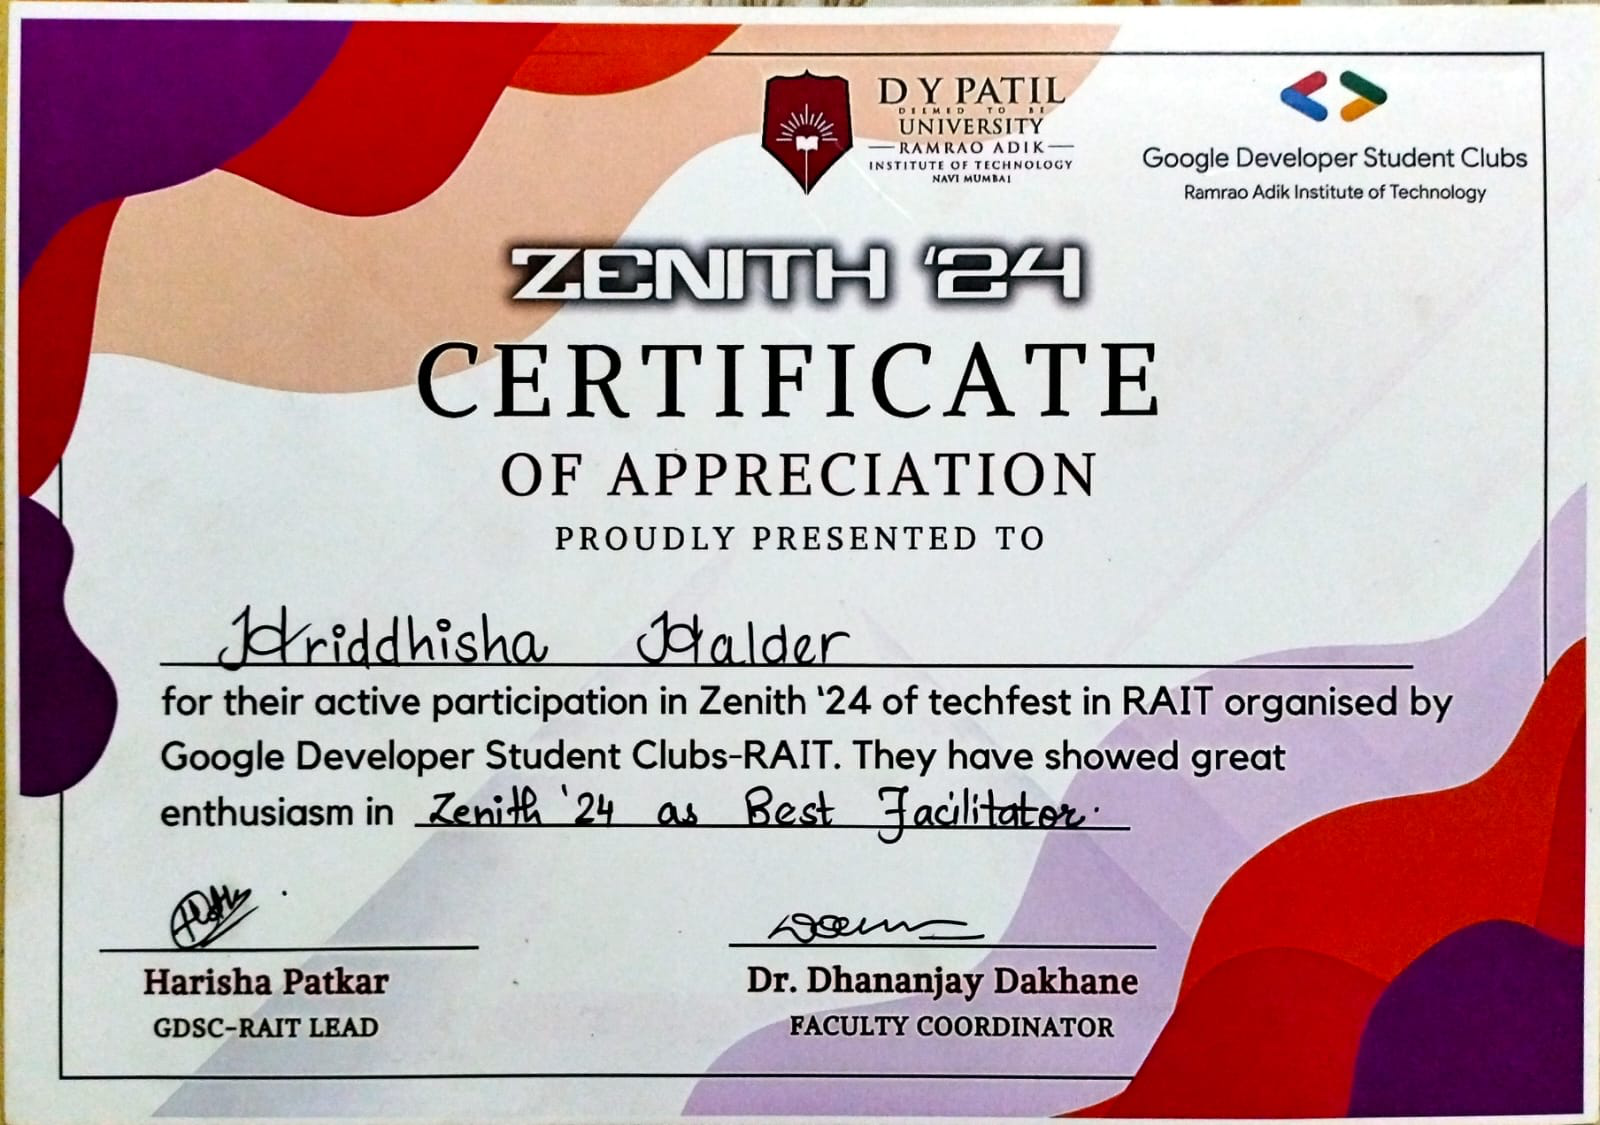 D Y PATIL
DEEMED TO BE
UNIVERSITY
RAMRAO ADIK
INSTITUTE OF TECHNOLOGY
NAVI MUMBAI
Google Developer Student Clubs
Ramrao Adik Institute of Technology
ZENITH '24
CERTIFICATE
OF APPRECIATION
PROUDLY PRESENTED TO
Hriddhisha Halder
for their active participation in Zenith '24 of techfest in RAIT organised by
Google Developer Student Clubs-RAIT. They have showed great
enthusiasm in Zenith '24 as Best Facilitator.
Harisha Patkar
GDSC-RAIT LEAD
Dr. Dhananjay Dakhane
FACULTY COORDINATOR